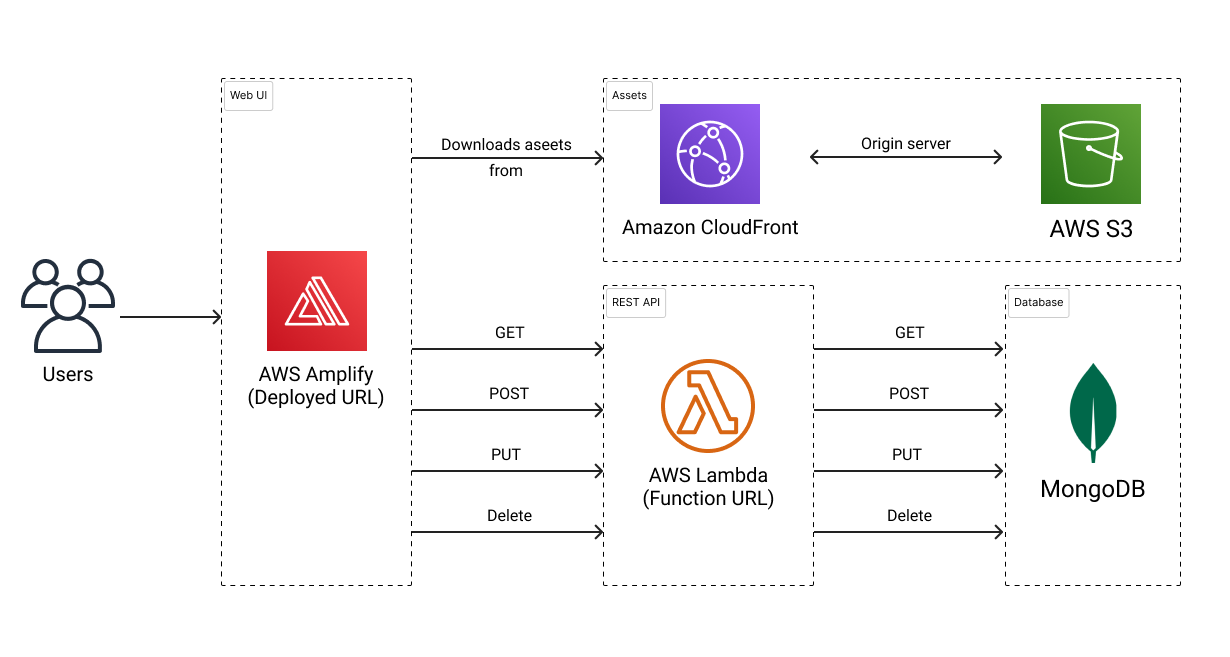 Web UI
Assets
Downloads aseets
from
Origin server
Amazon CloudFront
AWS S3
Users
AWS Amplify
(Deployed URL)
REST API
Database
GET
POST
PUT
Delete
AWS Lambda
(Function URL)
GET
POST
PUT
Delete
MongoDB